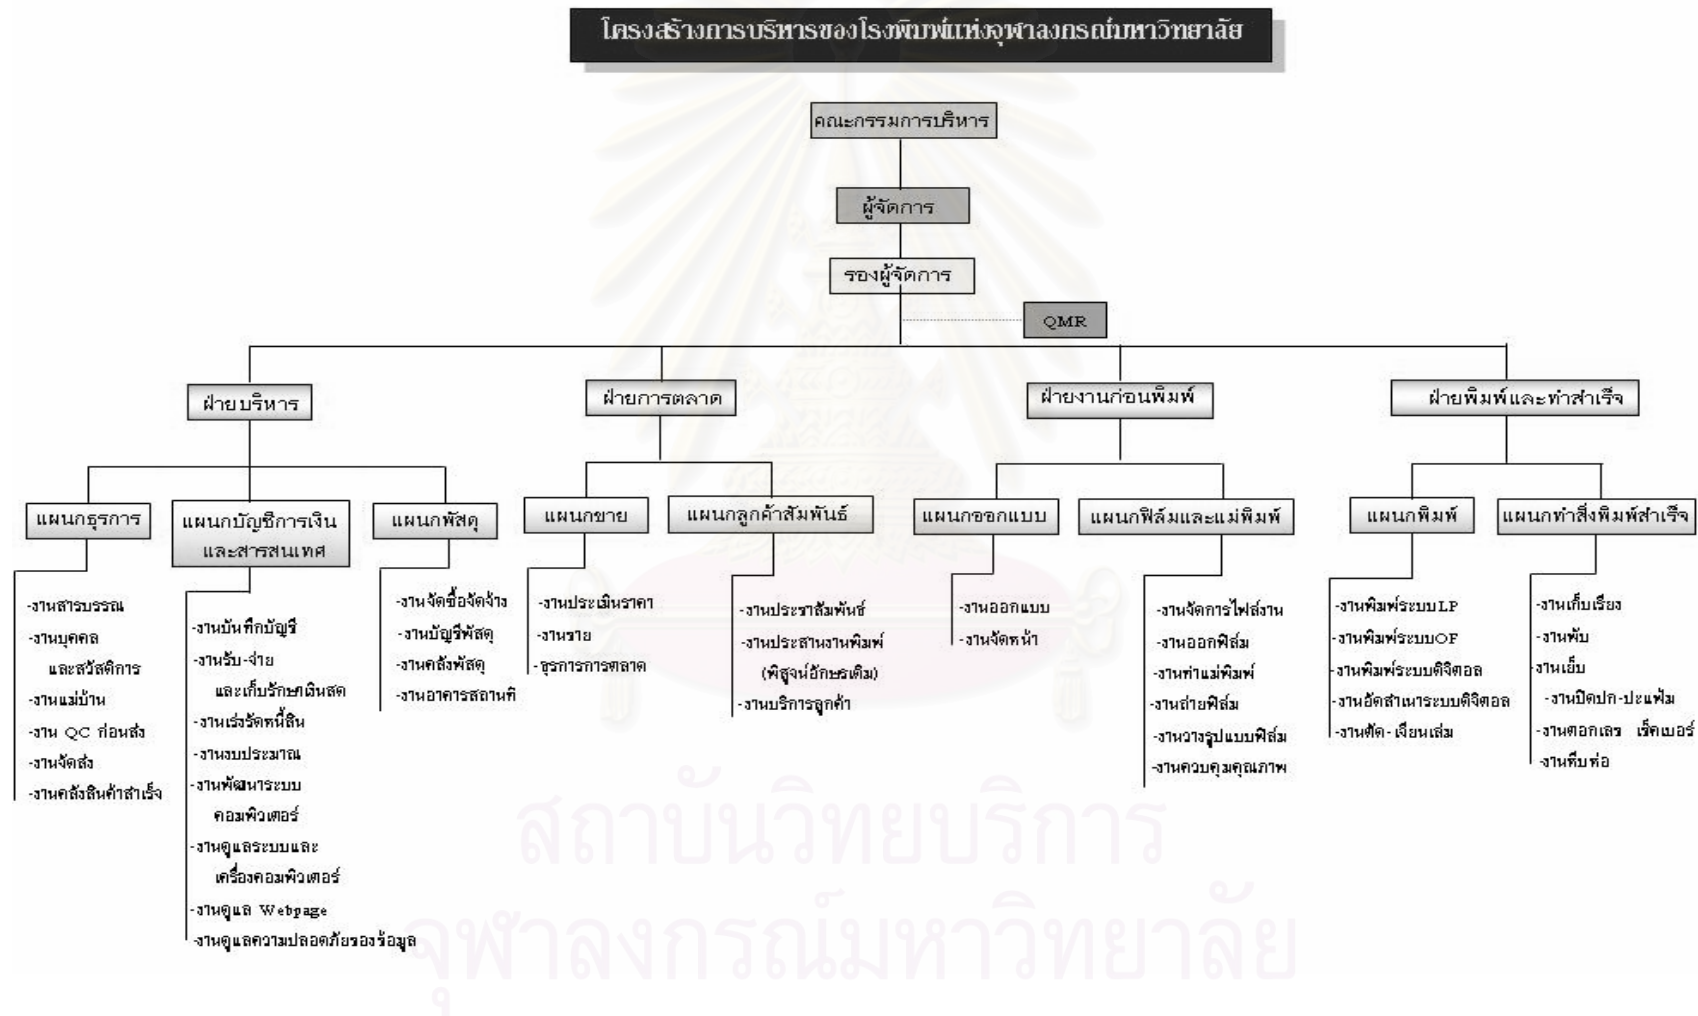 โครงสร้างการบริหารของโรงพิมพ์แห่งจุฬาลงกรณ์มหาวิทยาลัย
คณะกรรมการบริหาร
ผู้จัดการ
รองผู้จัดการ
QMR
ฝ่ายบริหาร
ฝ่ายการตลาด
ฝ่ายงานก่อนพิมพ์
ฝ่ายพิมพ์และทำสำเร็จ
แผนกธุรการ
แผนกบัญชีการเงิน
และสารสนเทศ
แผนกพัสดุ
แผนกขาย
แผนกลูกค้าสัมพันธ์
แผนกออกแบบ
แผนกฟิล์มและแม่พิมพ์
แผนกพิมพ์
แผนกทำสิ่งพิมพ์สำเร็จ
-งานสารบรรณ
-งานบุคคล
และสวัสดิการ
-งานแม่บ้าน
-งาน QC ก่อนส่ง
-งานจัดส่ง
-งานคลังสินค้าสำเร็จ
-งานบันทึกบัญชี
-งานรับ-จ่าย
และเก็บรักษาเงินสด
-งานเร่งรัดหนี้สิน
-งานงบประมาณ
-งานพัฒนาระบบ
คอมพิวเตอร์
-งานดูแลระบบและ
เครื่องคอมพิวเตอร์
-งานดูแล Webpage
-งานดูแลความปลอดภัยของข้อมูล
-งานจัดซื้อจัดจ้าง
-งานบัญชีพัสดุ
-งานคลังพัสดุ
-งานอาคารสถานที่
-งานประเมินราคา
-งานขาย
-ธุรการการตลาด
-งานประชาสัมพันธ์
-งานประสานงานพิมพ์
(พิสูจน์อักษรเดิม)
-งานบริการลูกค้า
-งานออกแบบ
-งานจัดหน้า
-งานจัดการไฟล์งาน
-งานออกฟิล์ม
-งานทำแม่พิมพ์
-งานถ่ายฟิล์ม
-งานวางรูปแบบฟิล์ม
-งานควบคุมคุณภาพ
-งานพิมพ์ระบบLP
-งานพิมพ์ระบบOF
-งานพิมพ์ระบบดิจิตอล
-งานอัดสำเนาระบบดิจิตอล
-งานตัด-เจียนเล่ม
-งานเก็บเรียง
-งานพับ
-งานเย็บ
-งานปิดปก-ปะแฟ้ม
-งานตอกเลข เร็คเบอร์
-งานหีบห่อ
สถาบันวิทยบริการ
จุฬาลงกรณ์มหาวิทยาลัย